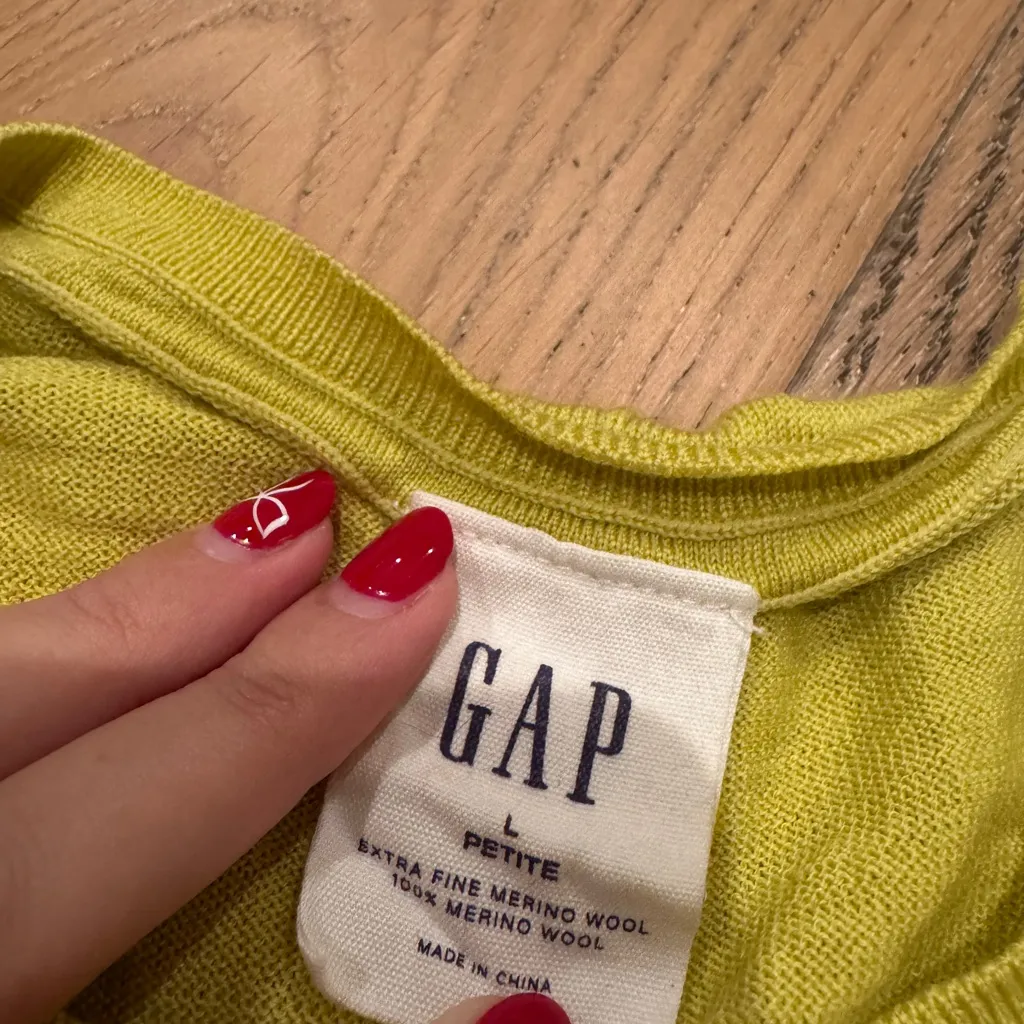 GAP
L
PETITE
EXTRA FINE MERINO WOOL
100% MERINO WOOL
MADE IN CHINA